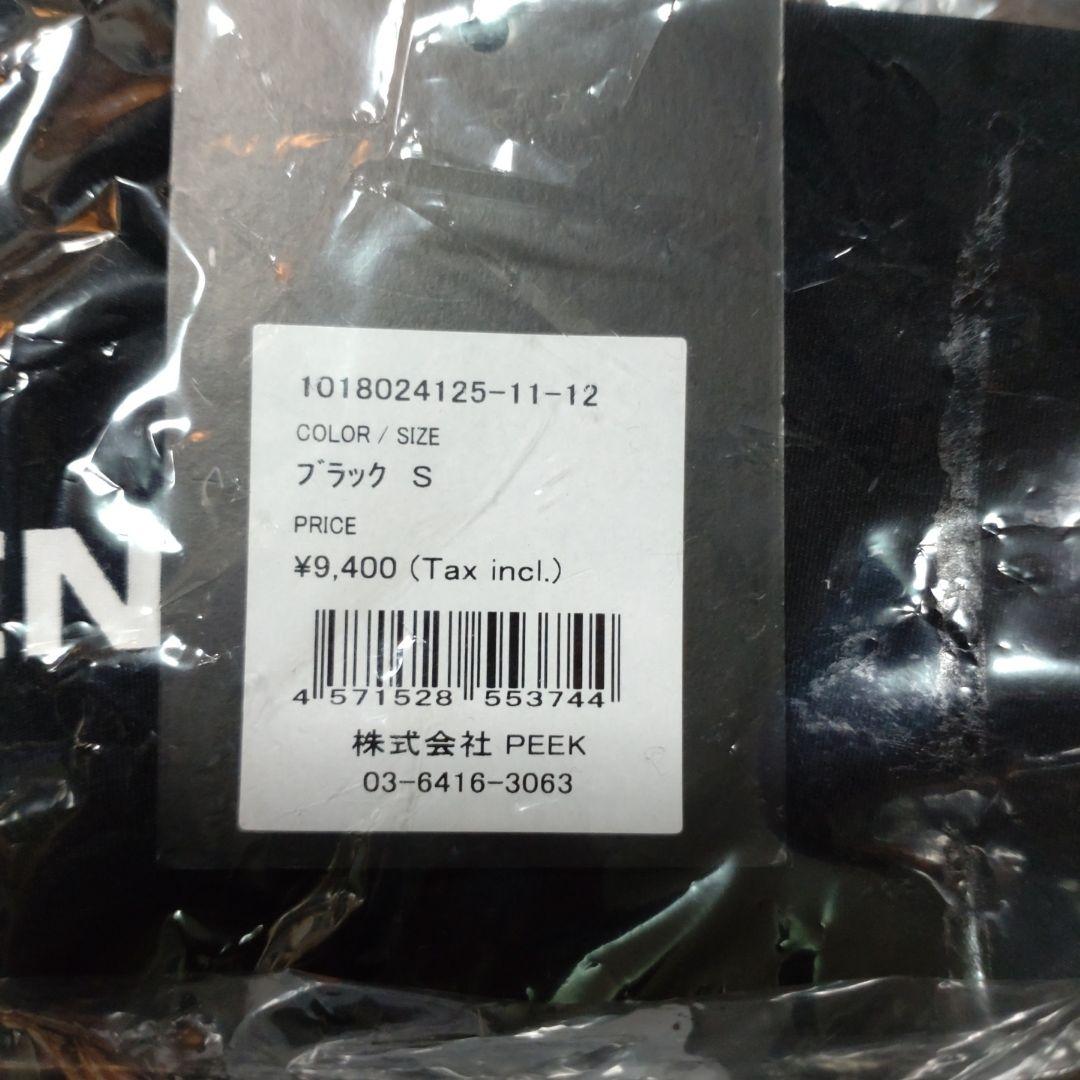 1018024125-11-12
COLOR / SIZE
ﾌﾞﾗｯｸ S
PRICE
¥9,400 (Tax incl.)
4 571528 553744
株式会社 PEEK
03-6416-3063